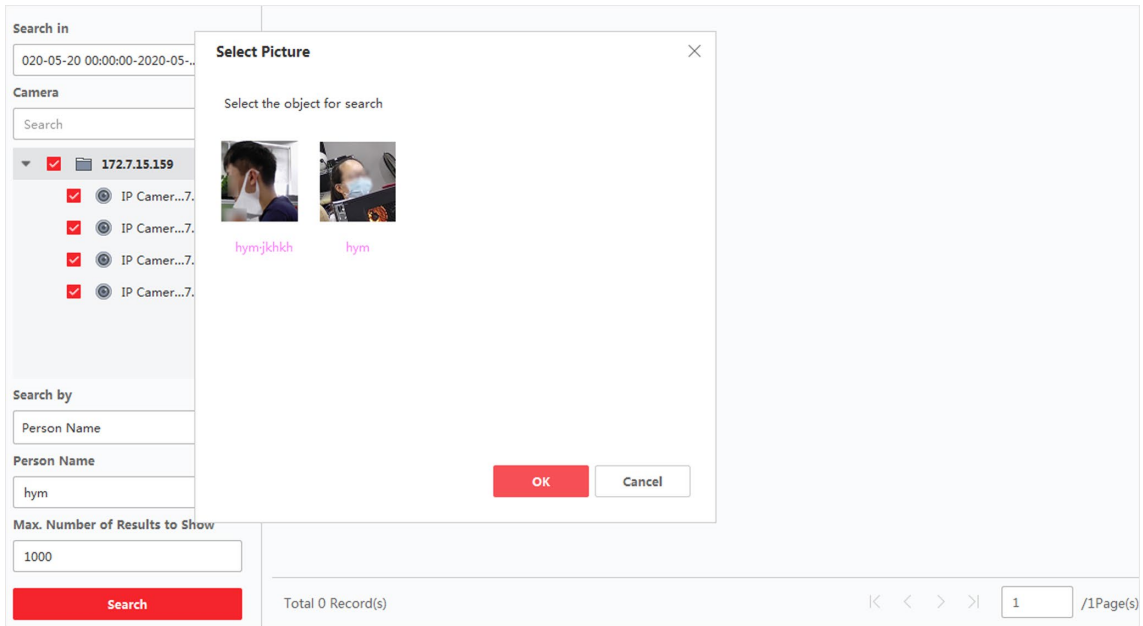 Search in
020-05-20 00:00:00-2020-05-..
Camera
Search
172.7.15.159
IP Camer...7.
IP Camer...7.
IP Camer...7.
IP Camer...7.
Search by
Person Name
Person Name
hym
Max. Number of Results to Show
1000
Search
Select Picture
Select the object for search
hym·jkhkh
hym
OK
Cancel
Total 0 Record(s)
1
/1Page(s)